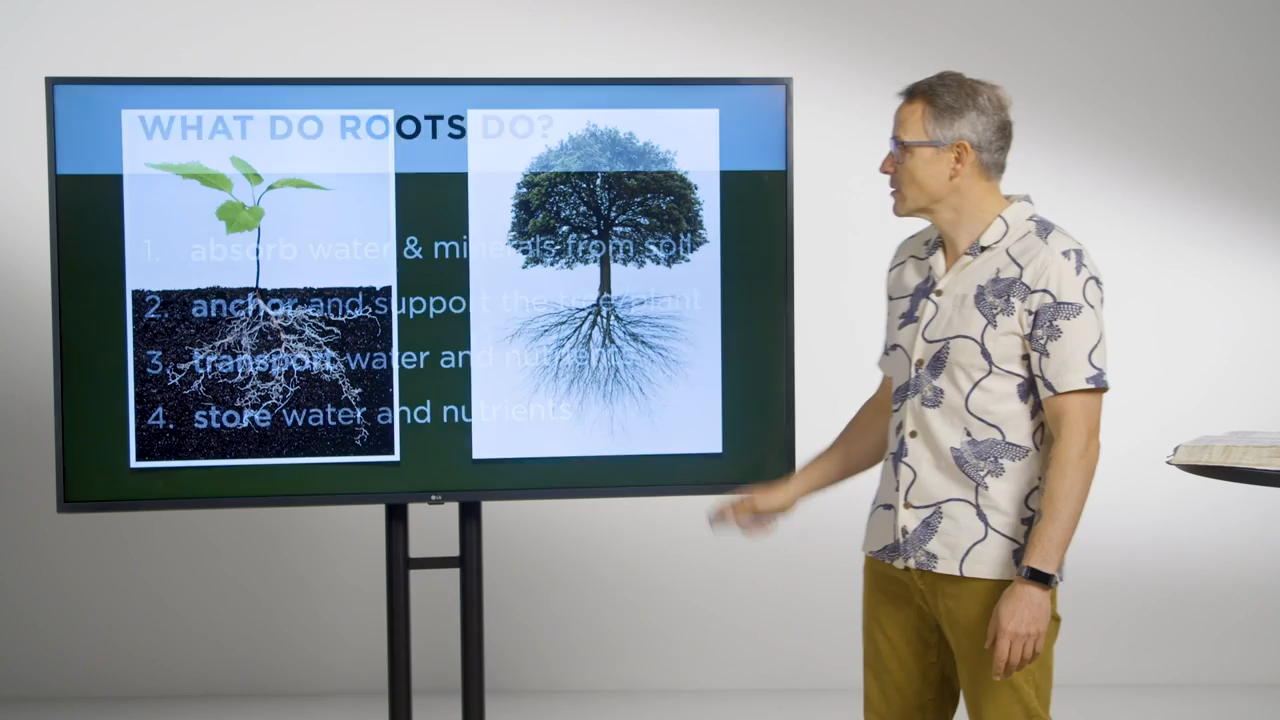 WHAT DO ROOTS DO?
1. absorb water & minerals from soil
2. anchor and support the tree/plant
3. transport water and nutrients
4. store water and nutrients
LG